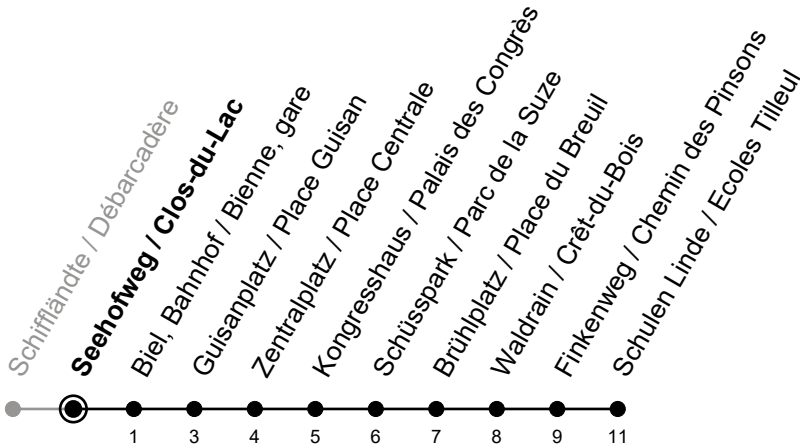 Schifflände / Débarcadère
Seehofweg / Clos-du-Lac
Biel, Bahnhof / Bienne, gare
Guisanplatz / Place Guisan
Zentralplatz / Place Centrale
Kongresshaus / Palais des Congrès
Schüsspark / Parc de la Suze
Brühlplatz / Place du Breuil
Waldrain / Crêt-du-Bois
Finkenweg / Chemin des Pinsons
Schulen Linde / Ecoles Tilleul
1 3 4 5 6 7 8 9 11